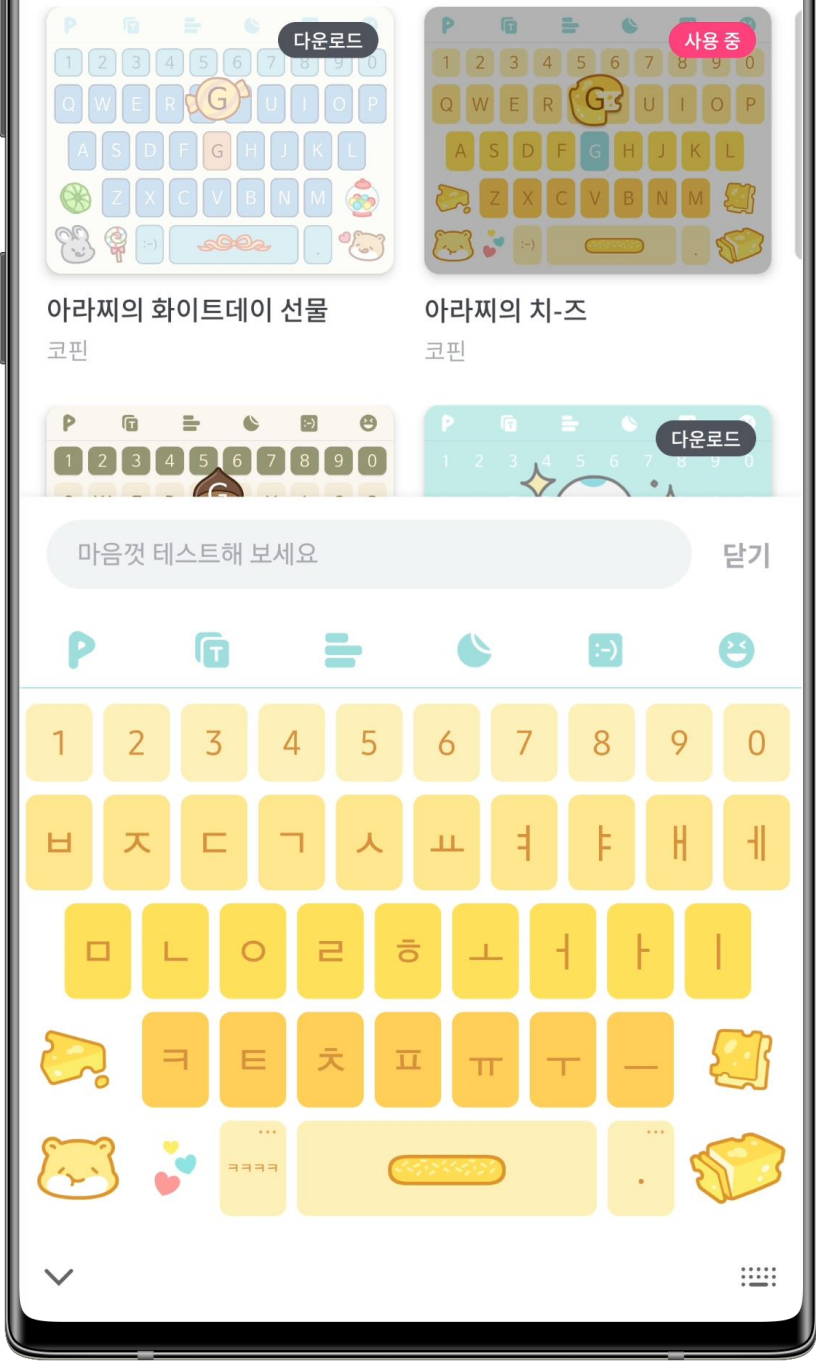 다운로드
1 2 3 4 5 6 7 8 9 0
Q W E R G U I O P
A S D F G H J K L
Z X C V B N M
:-) .
사용 중
1 2 3 4 5 6 7 8 9 0
Q W E R G U I O P
A S D F G H J K L
Z X C V B N M
:-) .
아라찌의 화이트데이 선물
코핀
아라찌의 치-즈
코핀
T :-)
1 2 3 4 5 6 7 8 9 0
G
다운로드
1 2 3 4 5 6 7 8 9 0
마음껏 테스트해 보세요
닫기
T :-)
1 2 3 4 5 6 7 8 9 0
ㅂ ㅈ ㄷ ㄱ ㅅ ㅛ ㅕ ㅑ ㅐ ㅔ
ㅁ ㄴ ㅇ ㄹ ㅎ ㅗ ㅓ ㅏ ㅣ
ㅋ ㅌ ㅊ ㅍ ㅠ ㅜ ㅡ
ㅋㅋㅋㅋ .